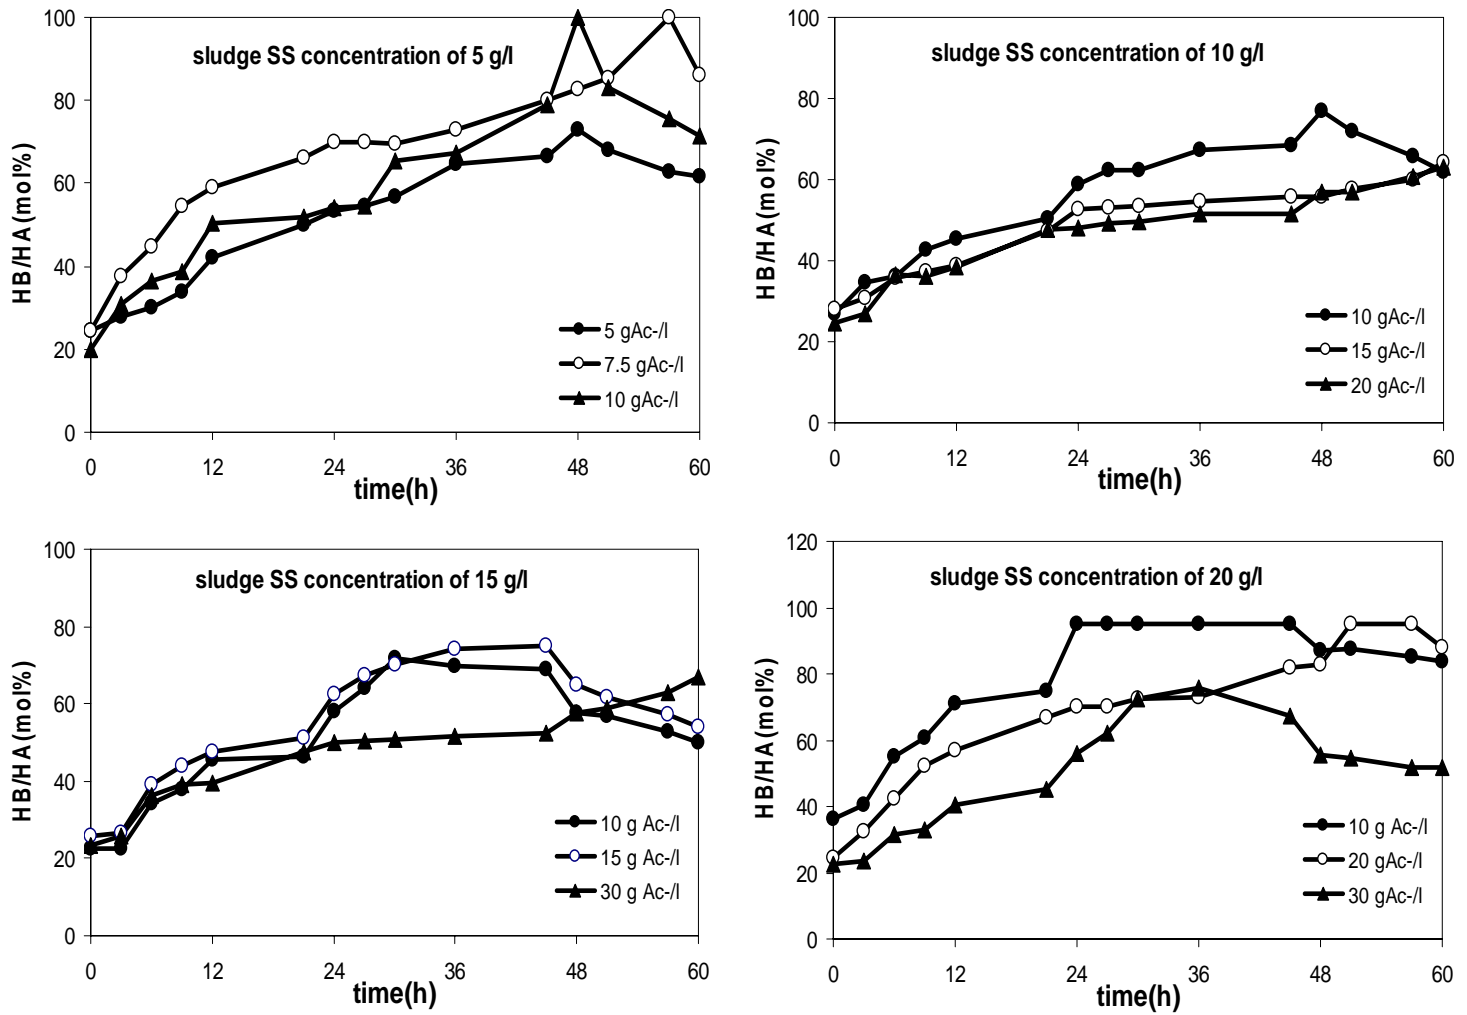 sludge SS concentration of 5 g/l
HB/HA(mol%)
100
80
60
40
20
0
5 gAc-/l
7.5 gAc-/l
10 gAc-/l
0 12 24 36 48 60
time(h)
sludge SS concentration of 10 g/l
HB/HA(mol%)
100
80
60
40
20
0
10 gAc-/l
15 gAc-/l
20 gAc-/l
0 12 24 36 48 60
time(h)
sludge SS concentration of 15 g/l
HB/HA(mol%)
100
80
60
40
20
0
10 g Ac-/l
15 g Ac-/l
30 g Ac-/l
0 12 24 36 48 60
time(h)
sludge SS concentration of 20 g/l
HB/HA(mol%)
120
100
80
60
40
20
0
10 g Ac-/l
20 gAc-/l
30 gAc-/l
0 12 24 36 48 60
time(h)